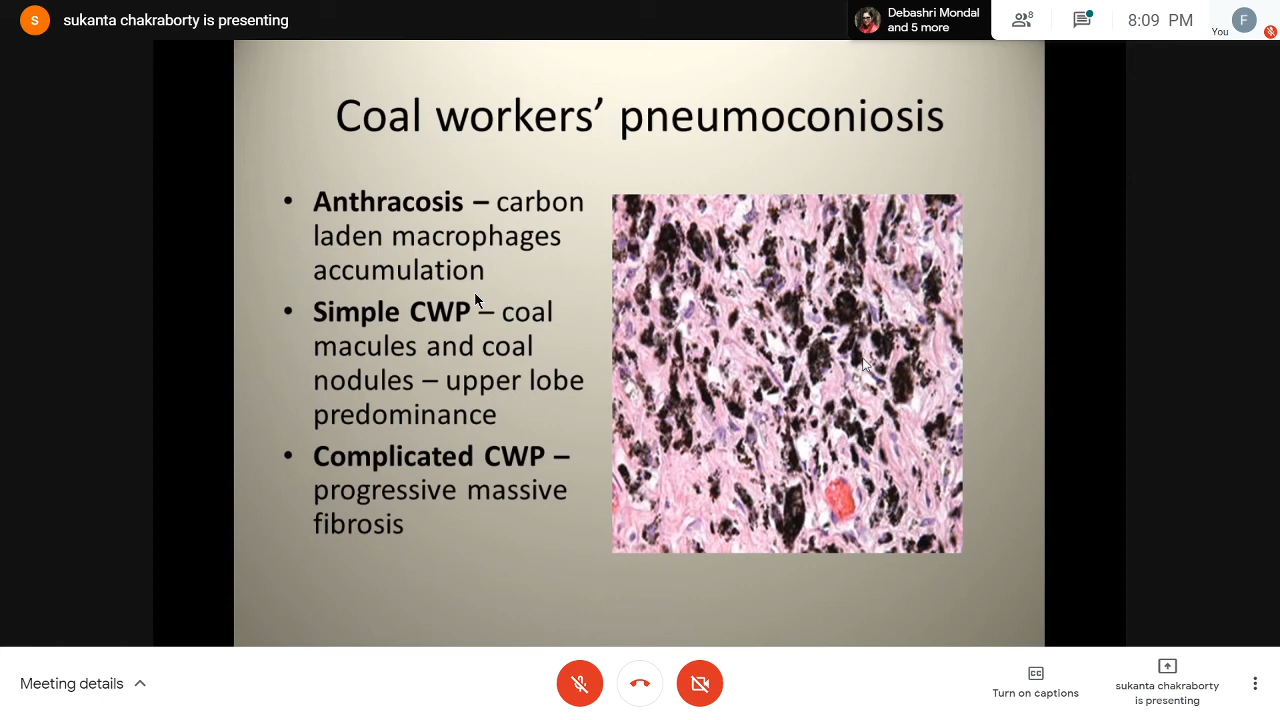 S
sukanta chakraborty is presenting
Debashri Mondal
and 5 more
8
8:09 PM
You
F
Coal workers’ pneumoconiosis
• Anthracosis – carbon
laden macrophages
accumulation
• Simple CWP – coal
macules and coal
nodules – upper lobe
predominance
• Complicated CWP –
progressive massive
fibrosis
Meeting details
CC
Turn on captions
sukanta chakraborty
is presenting